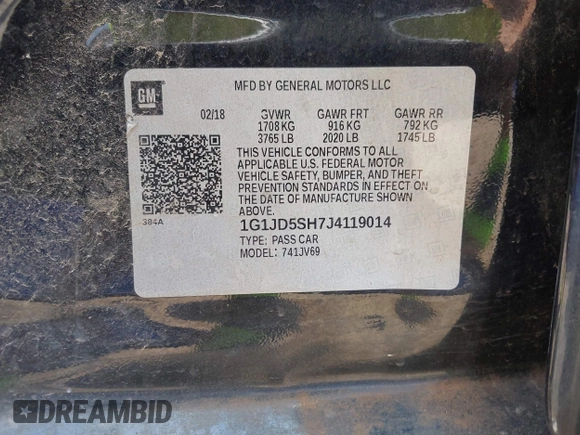 GM
MFD BY GENERAL MOTORS LLC
02/18 GVWR GAWR FRT GAWR RR
1708 KG 916 KG 792 KG
3765 LB 2020 LB 1745 LB
THIS VEHICLE CONFORMS TO ALL
APPLICABLE U.S. FEDERAL MOTOR
VEHICLE SAFETY, BUMPER, AND THEFT
PREVENTION STANDARDS IN EFFECT ON
THE DATE OF MANUFACTURE SHOWN
ABOVE.
384A
1G1JD5SH7J4119014
TYPE: PASS CAR
MODEL: 741JV69
DREAMBID